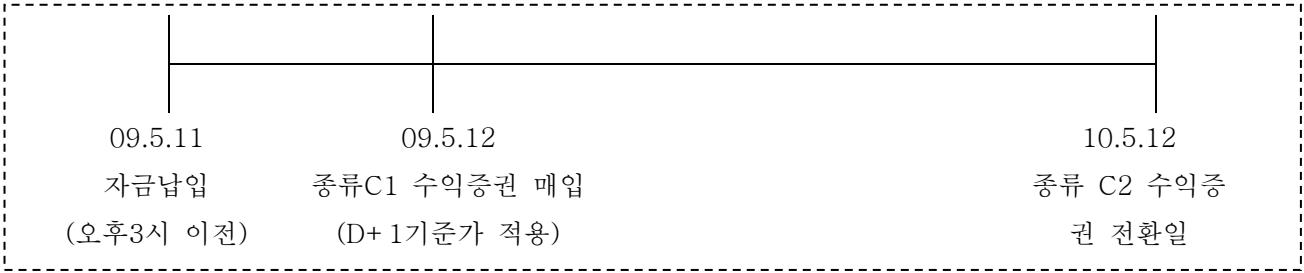 09.5.11 09.5.12 10.5.12
자금납입 종류C1 수익증권 매입 종류 C2 수익증
(오후3시 이전) (D+1기준가 적용) 권 전환일